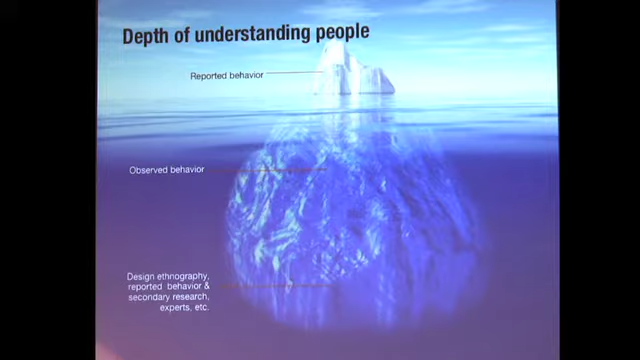 Depth of understanding people
Reported behavior
Observed behavior
Design ethnography,
reported behavior &
secondary research,
experts, etc.